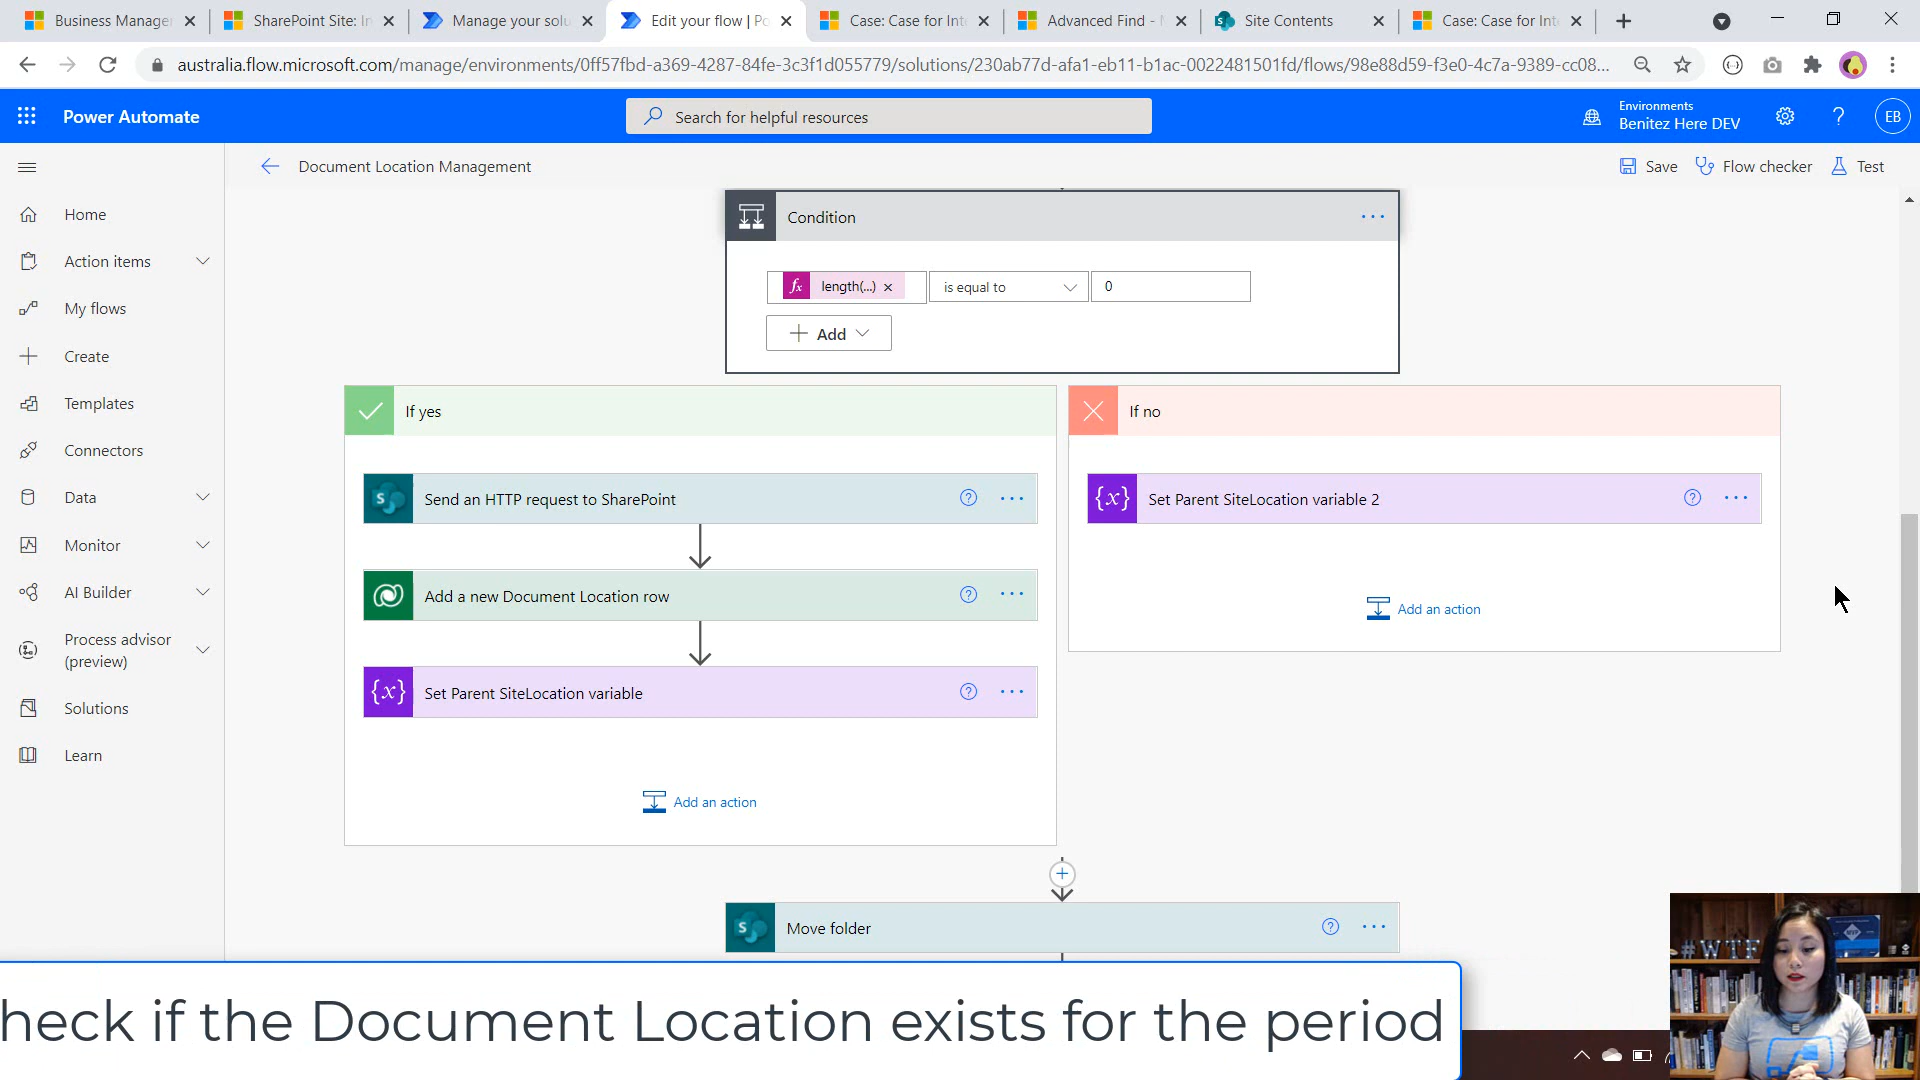 Business Manager
SharePoint Site: In
Manage your solu
Edit your flow | Po
Case: Case for Inte
Advanced Find -
Site Contents
Case: Case for Inte
australia.flow.microsoft.com/manage/environments/0ff57fbd-a369-4287-84fe-3c3f1d055779/solutions/230ab77d-afa1-eb11-b1ac-0022481501fd/flows/98e88d59-f3e0-4c7a-9389-cc08...
Power Automate
Search for helpful resources
Environments
Benitez Here DEV
EB
Document Location Management
Save
Flow checker
Test
Home
Action items
My flows
Create
Templates
Connectors
Data
Monitor
AI Builder
Process advisor
(preview)
Solutions
Learn
Condition
fx length(...)
is equal to
0
Add
If yes
S Send an HTTP request to SharePoint
Add a new Document Location row
{x} Set Parent SiteLocation variable
Add an action
If no
{x} Set Parent SiteLocation variable 2
Add an action
S Move folder
heck if the Document Location exists for the period
#WTF